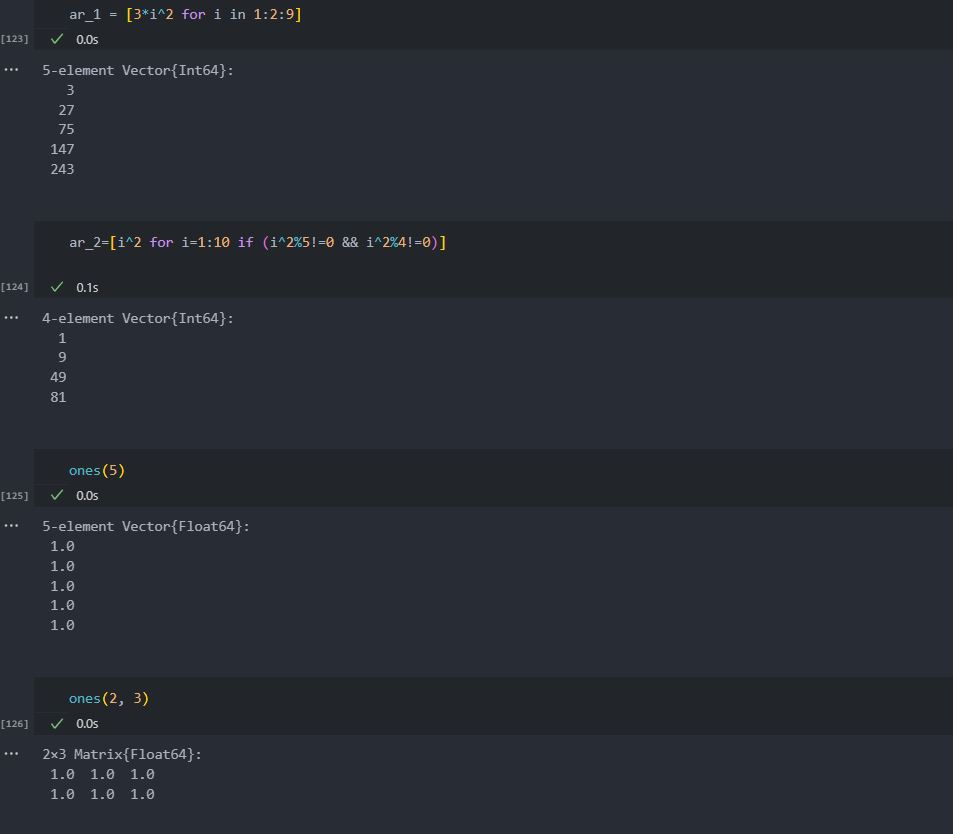 ar_1 = [3*i^2 for i in 1:2:9]
[123] ✓ 0.0s
... 5-element Vector{Int64}:
3
27
75
147
243
ar_2=[i^2 for i=1:10 if (i^2%5!=0 && i^2%4!=0)]
[124] ✓ 0.1s
... 4-element Vector{Int64}:
1
9
49
81
ones(5)
[125] ✓ 0.0s
... 5-element Vector{Float64}:
1.0
1.0
1.0
1.0
1.0
ones(2, 3)
[126] ✓ 0.0s
... 2×3 Matrix{Float64}:
1.0 1.0 1.0
1.0 1.0 1.0